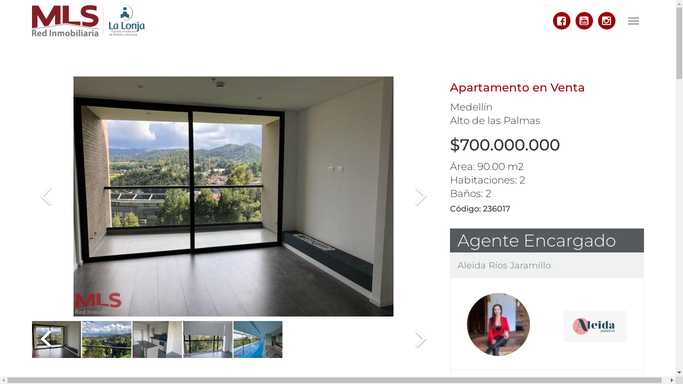 MLS
Red Inmobiliaria
La Lonja
Apartamento en Venta
Medellín
Alto de las Palmas
$700.000.000
Área: 90.00 m2
Habitaciones: 2
Baños: 2
Código: 236017
MLS
Red Inmobiliaria
Agente Encargado
Aleida Rios Jaramillo
Aleida